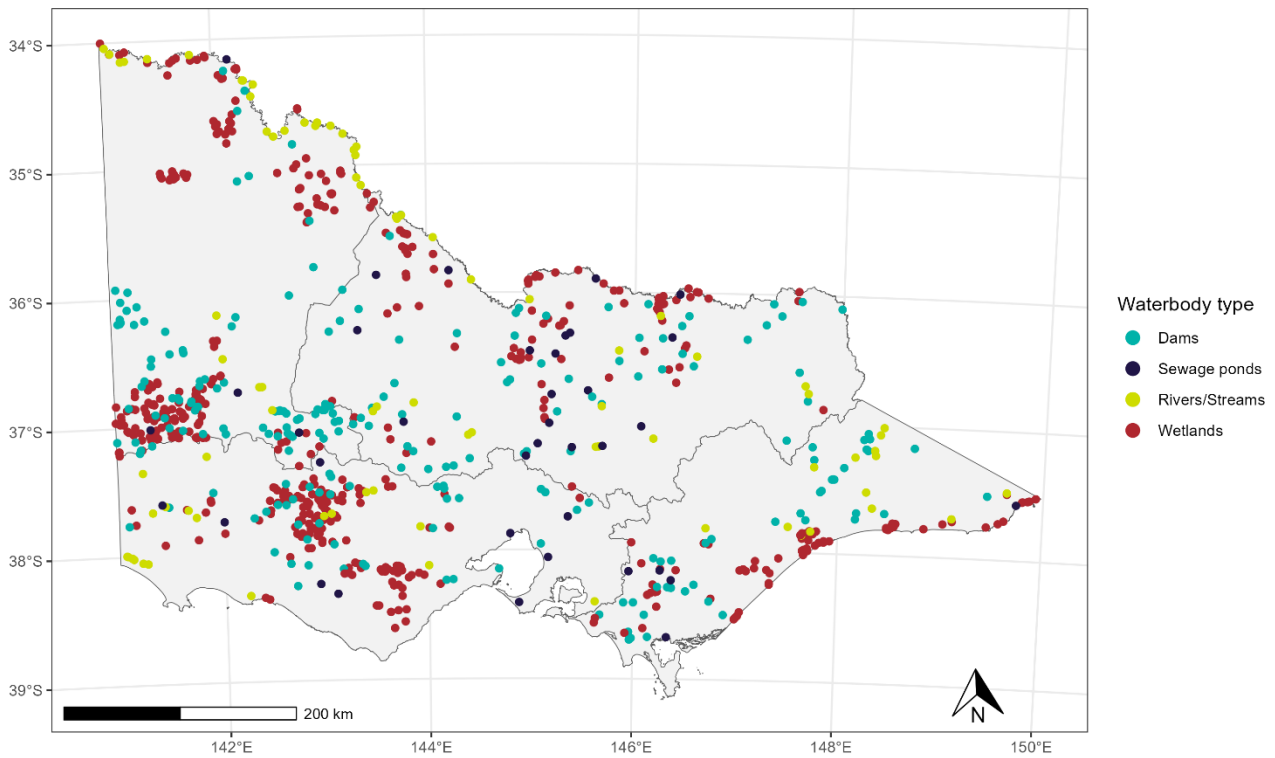 34°S
35°S
36°S
37°S
38°S
39°S
142°E
144°E
146°E
148°E
150°E
200 km
N
Waterbody type
Dams
Sewage ponds
Rivers/Streams
Wetlands